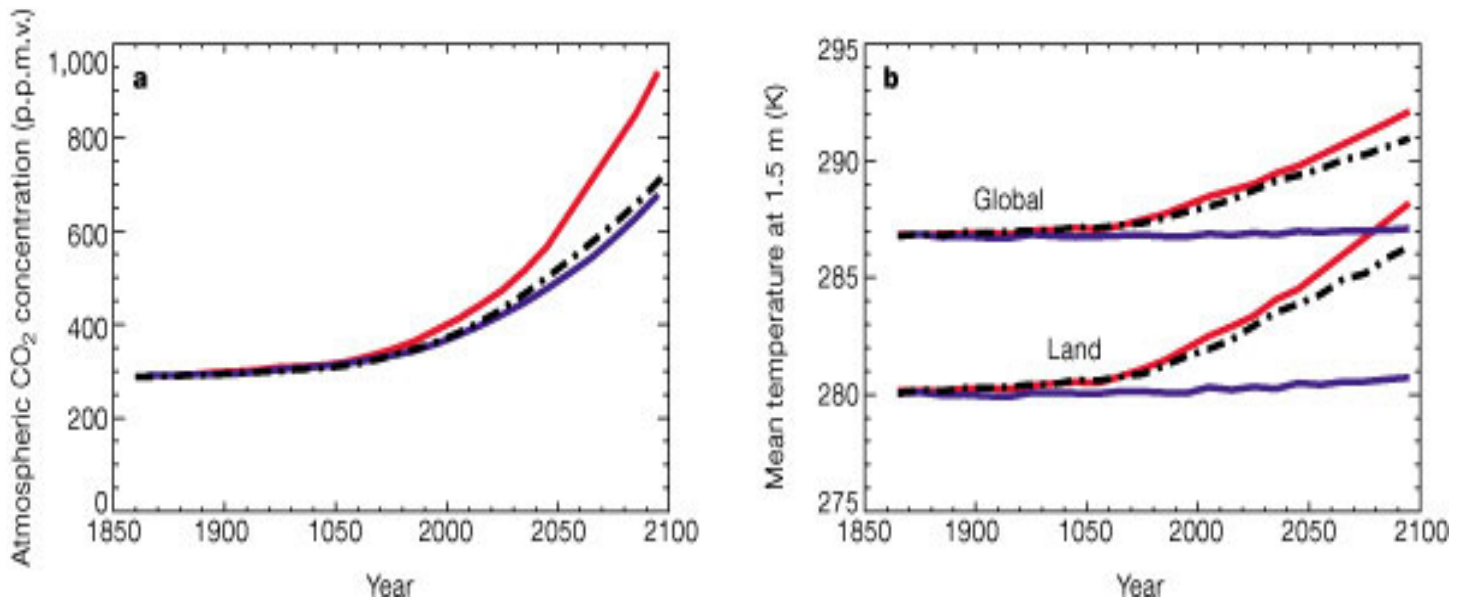 Atmospheric CO₂ concentration (p.p.m.v.)
a
1,000
800
600
400
200
0
1850 1900 1050 2000 2050 2100
Year
Mean temperature at 1.5 m (K)
b
295
290
285
280
275
Global
Land
1850 1900 1050 2000 2050 2100
Year